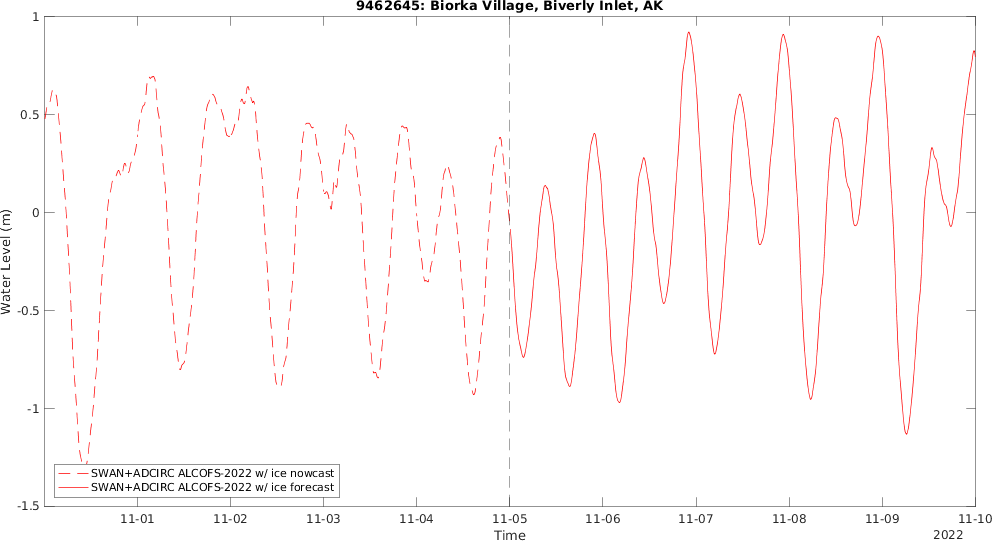 9462645: Biorka Village, Biverly Inlet, AK
1
0.5
0
-0.5
-1
-1.5
Water Level (m)
SWAN+ADCIRC ALCOFS-2022 w/ ice nowcast
SWAN+ADCIRC ALCOFS-2022 w/ ice forecast
11-01 11-02 11-03 11-04 11-05 11-06 11-07 11-08 11-09 11-10
Time
2022